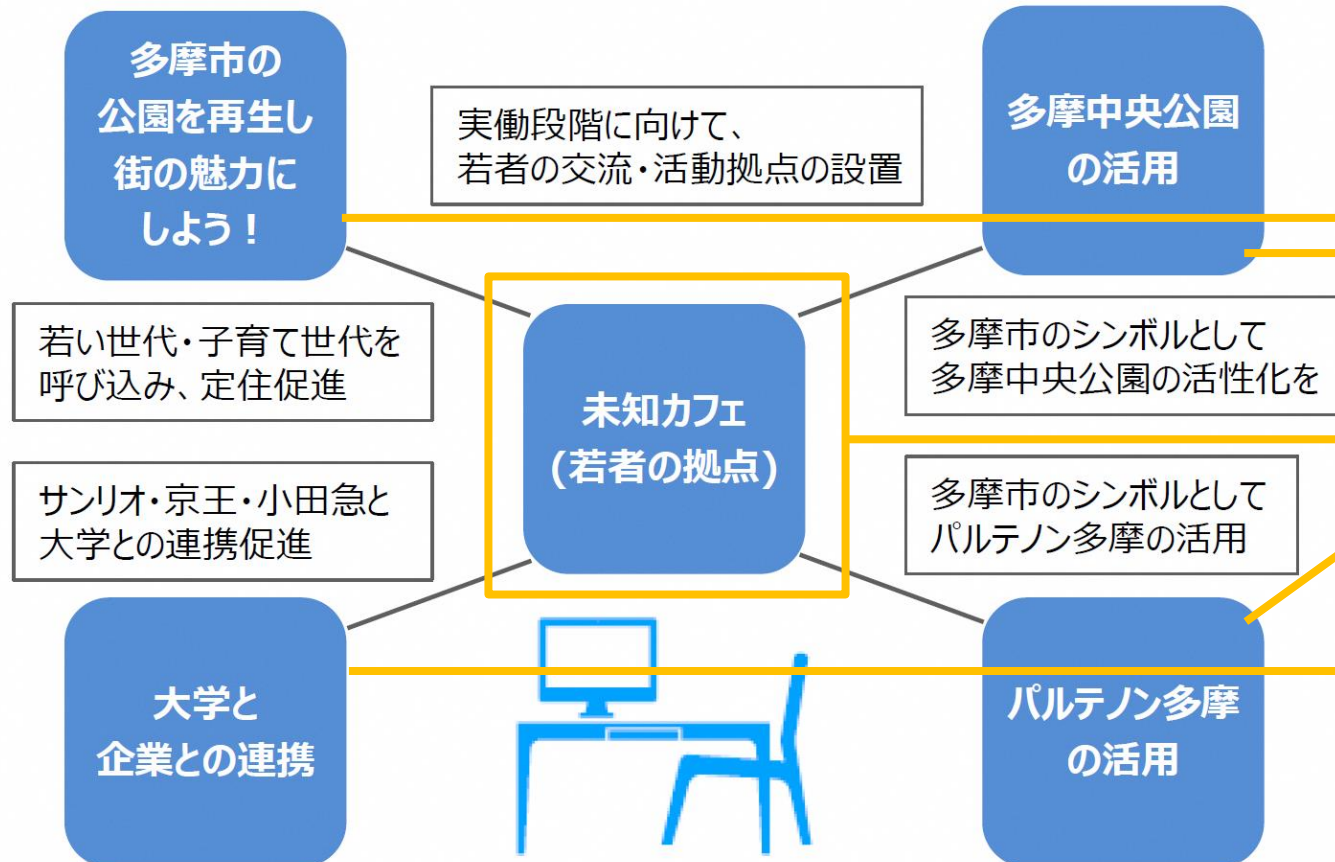 多摩市の
公園を再生し
街の魅力に
しよう！
実働段階に向けて、
若者の交流・活動拠点の設置
多摩中央公園
の活用
若い世代・子育て世代を
呼び込み、定住促進
未知カフェ
(若者の拠点)
多摩市のシンボルとして
多摩中央公園の活性化を
サンリオ・京王・小田急と
大学との連携促進
多摩市のシンボルとして
パルテノン多摩の活用
大学と
企業との連携
パルテノン多摩
の活用